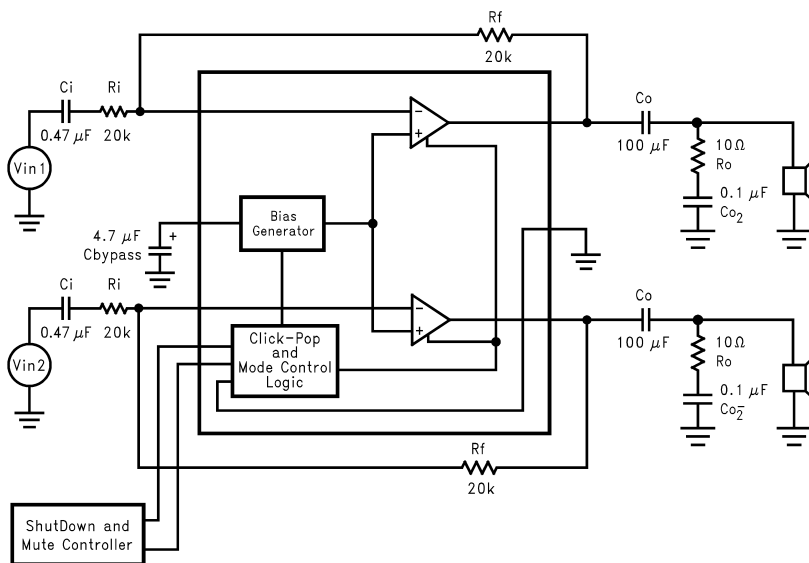 Rf
20k
Ci
Ri
0.47 µF
20k
Vin1
Co
100 µF
10Ω
Ro
0.1 µF
Co2
Bias
Generator
4.7 µF
+
Cbypass
−
+
Ci
Ri
0.47 µF
20k
Vin2
Click-Pop
and
Mode Control
Logic
−
+
Co
100 µF
10Ω
Ro
0.1 µF
Co2̅
Rf
20k
ShutDown and
Mute Controller